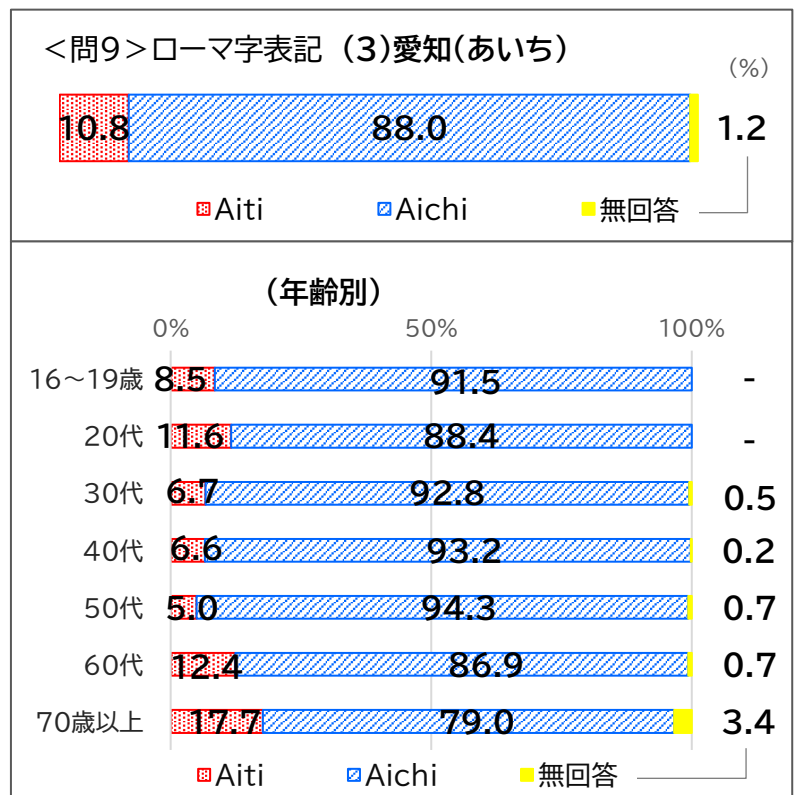 <問9>ローマ字表記 (3)愛知(あいち)
(%)
10.8 88.0 1.2
Aiti Aichi 無回答
(年齢別)
0% 50% 100%
16～19歳 8.5 91.5 -
20代 11.6 88.4 -
30代 6.7 92.8 0.5
40代 6.6 93.2 0.2
50代 5.0 94.3 0.7
60代 12.4 86.9 0.7
70歳以上 17.7 79.0 3.4
Aiti Aichi 無回答